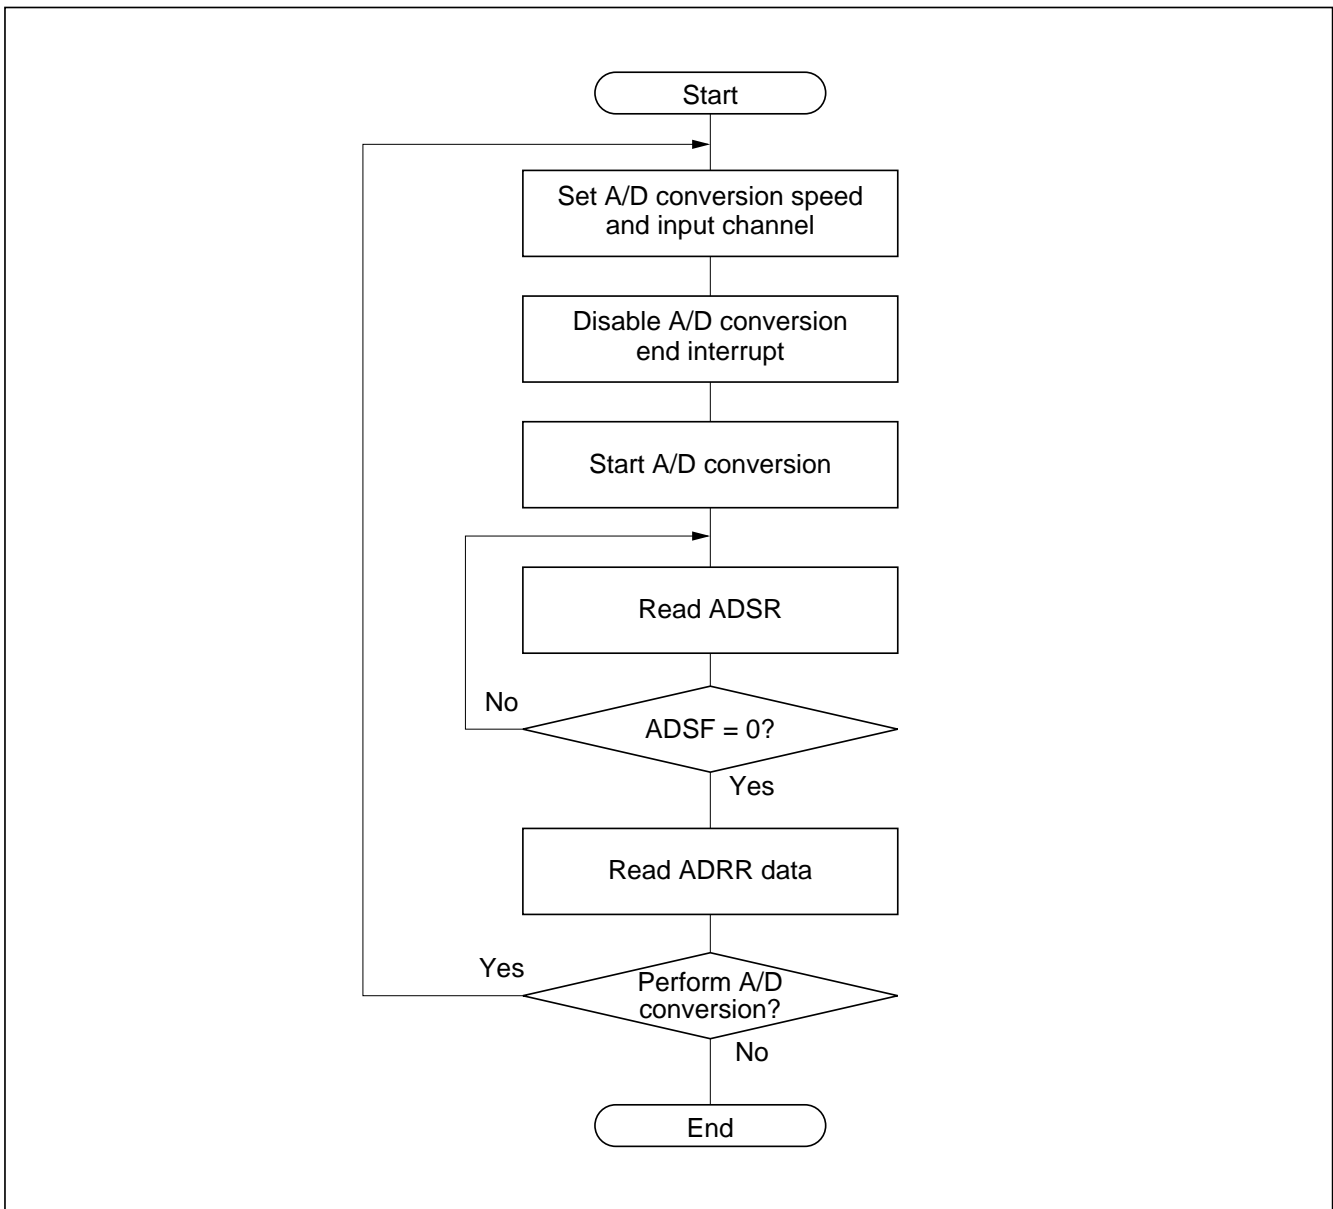 Start
Set A/D conversion speed
and input channel
Disable A/D conversion
end interrupt
Start A/D conversion
Read ADSR
No
ADSF = 0?
Yes
Read ADRR data
Yes
Perform A/D
conversion?
No
End